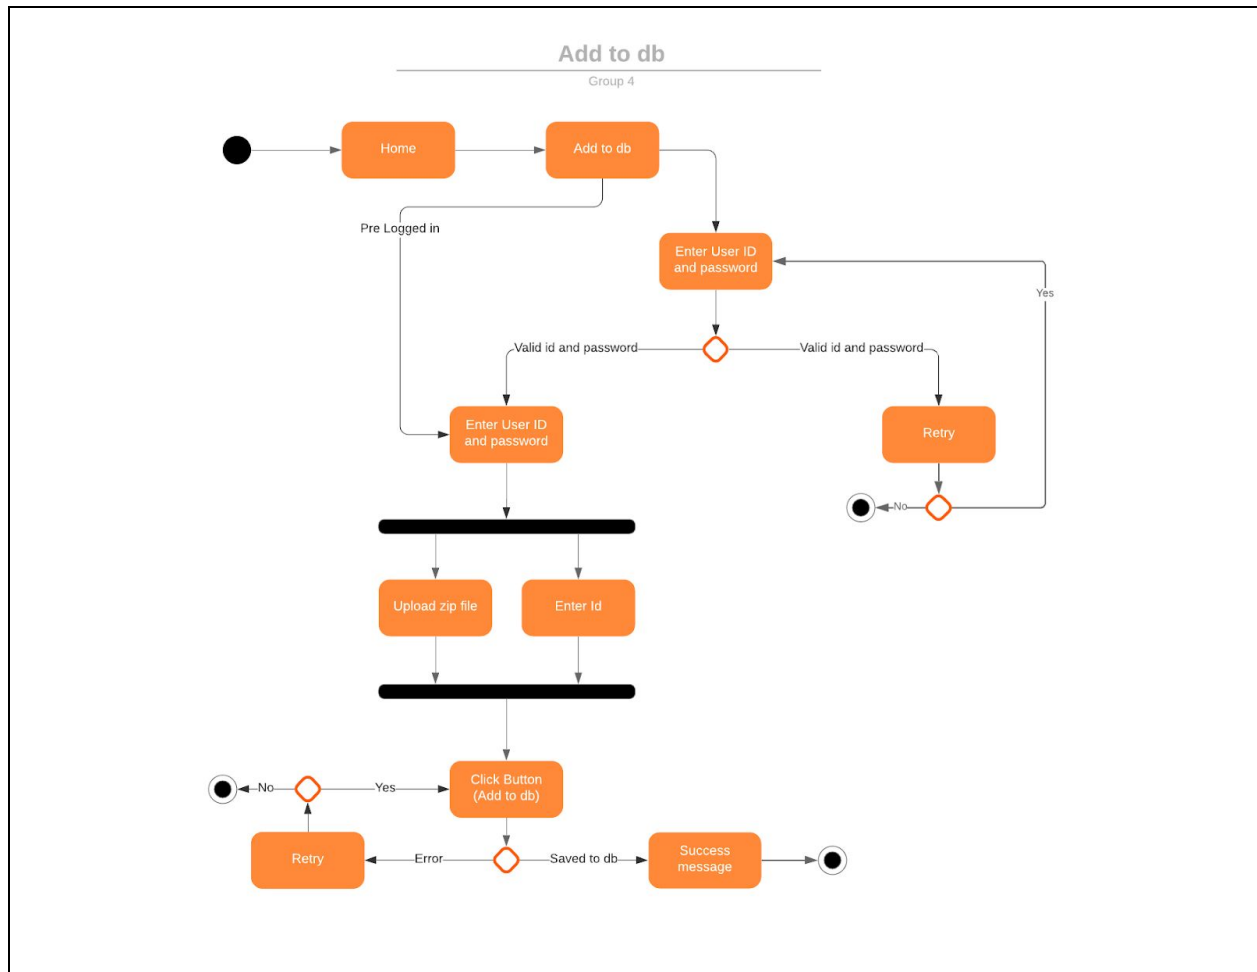 Add to db
Group 4
Home
Add to db
Pre Logged in
Enter User ID
and password
Yes
Valid id and password
Valid id and password
Enter User ID
and password
Retry
No
Upload zip file
Enter Id
No
Yes
Click Button
(Add to db)
Retry
Error
Saved to db
Success
message